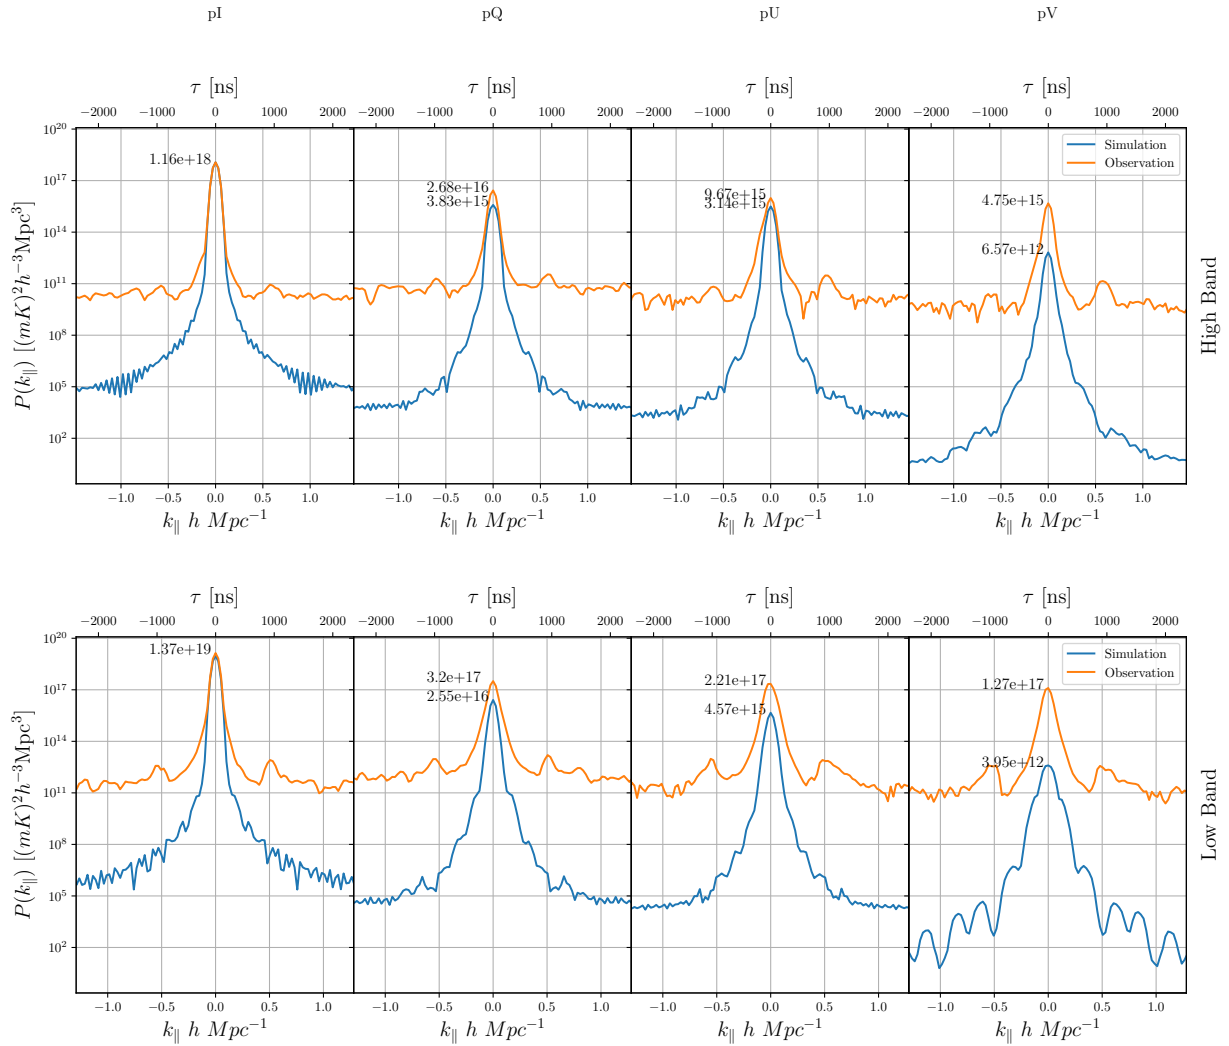 pI pQ pU pV
τ [ns] τ [ns] τ [ns] τ [ns]
−2000 −1000 0 1000 2000 −2000 −1000 0 1000 2000 −2000 −1000 0 1000 2000 −2000 −1000 0 1000 2000
10^20
10^17
10^14
10^11
10^8
10^5
10^2
P(k∥) [(mK)^2h^−3Mpc^3]
1.16e+18
2.68e+16
3.83e+15
9.67e+15
3.14e+15
4.75e+15
6.57e+12
Simulation
Observation
High Band
−1.0 −0.5 0.0 0.5 1.0 −1.0 −0.5 0.0 0.5 1.0 −1.0 −0.5 0.0 0.5 1.0 −1.0 −0.5 0.0 0.5 1.0
k∥ h Mpc^−1 k∥ h Mpc^−1 k∥ h Mpc^−1 k∥ h Mpc^−1
τ [ns] τ [ns] τ [ns] τ [ns]
−2000 −1000 0 1000 2000 −2000 −1000 0 1000 2000 −2000 −1000 0 1000 2000 −2000 −1000 0 1000 2000
10^20
10^17
10^14
10^11
10^8
10^5
10^2
P(k∥) [(mK)^2h^−3Mpc^3]
1.37e+19
3.2e+17
2.55e+16
2.21e+17
4.57e+15
1.27e+17
3.95e+12
Simulation
Observation
Low Band
−1.0 −0.5 0.0 0.5 1.0 −1.0 −0.5 0.0 0.5 1.0 −1.0 −0.5 0.0 0.5 1.0 −1.0 −0.5 0.0 0.5 1.0
k∥ h Mpc^−1 k∥ h Mpc^−1 k∥ h Mpc^−1 k∥ h Mpc^−1